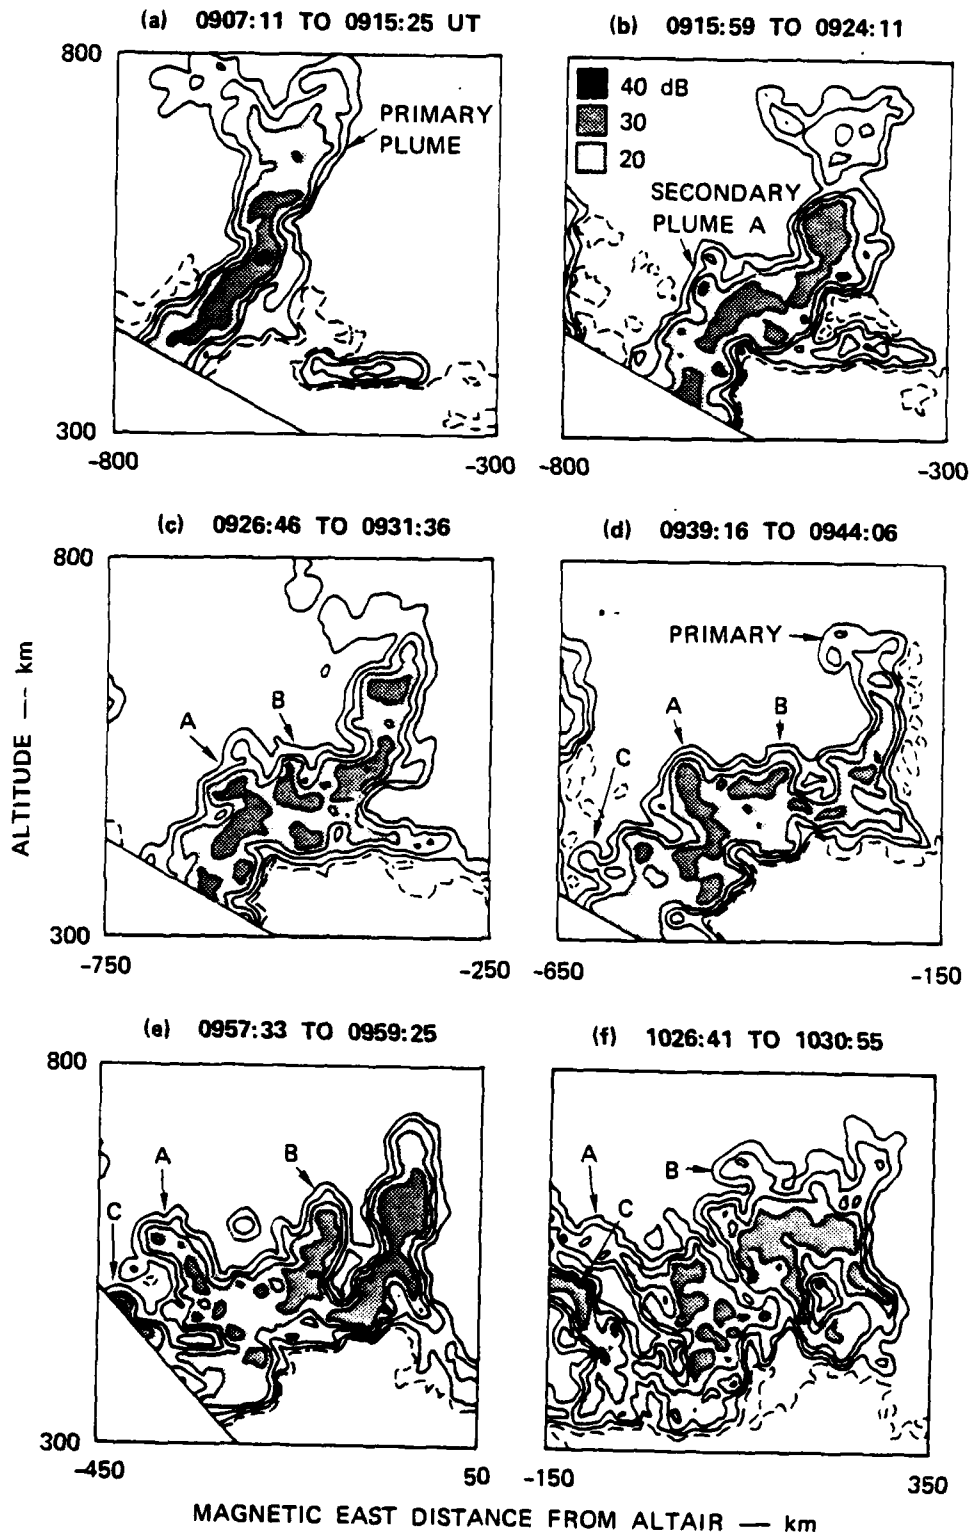 (a) 0907:11 TO 0915:25 UT
(b) 0915:59 TO 0924:11
800
PRIMARY
PLUME
40 dB
30
20
SECONDARY
PLUME A
300
-800
-300
-800
-300
(c) 0926:46 TO 0931:36
(d) 0939:16 TO 0944:06
800
A
B
PRIMARY
A
B
C
300
-750
-250
-650
-150
(e) 0957:33 TO 0959:25
(f) 1026:41 TO 1030:55
800
C
A
B
A
C
B
300
-450
50
-150
350
ALTITUDE — km
MAGNETIC EAST DISTANCE FROM ALTAIR — km